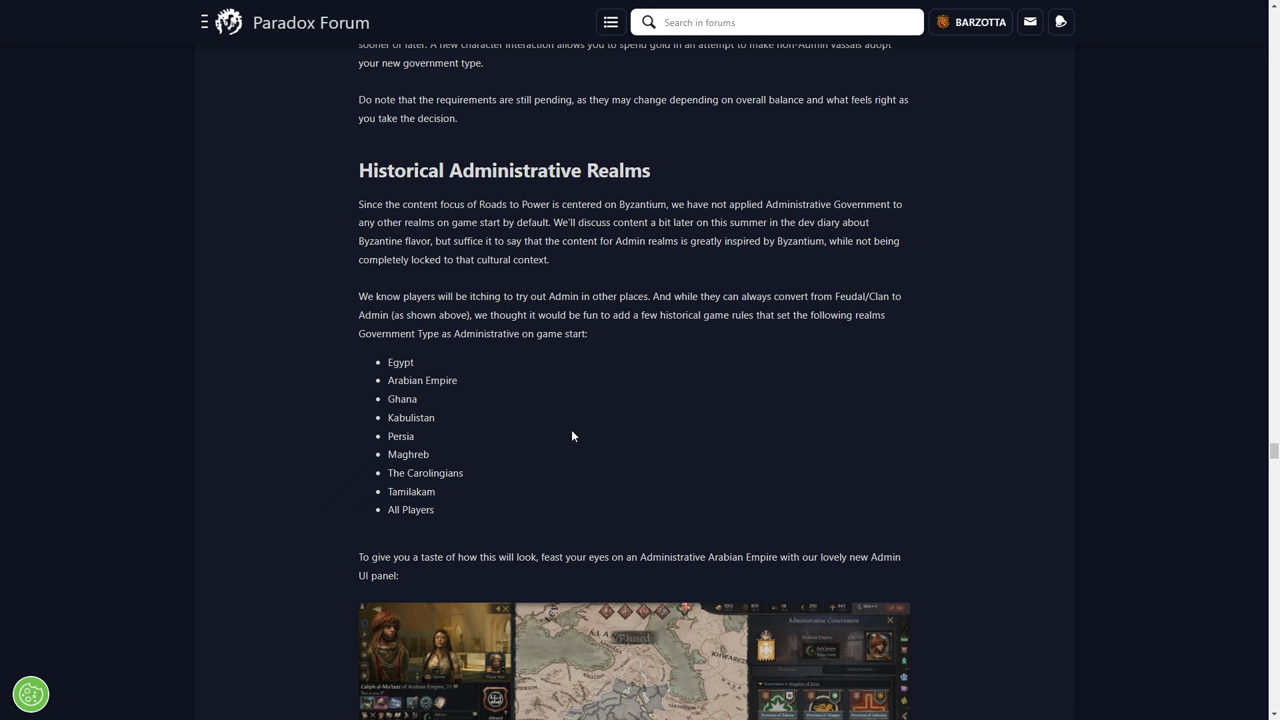 Paradox Forum
Search in forums
BARZOTTA
sooner or later. A new character interaction allows you to spend gold in an attempt to make non-Admin vassals adopt
your new government type.
Do note that the requirements are still pending, as they may change depending on overall balance and what feels right as
you take the decision.
Historical Administrative Realms
Since the content focus of Roads to Power is centered on Byzantium, we have not applied Administrative Government to
any other realms on game start by default. We'll discuss content a bit later on this summer in the dev diary about
Byzantine flavor, but suffice it to say that the content for Admin realms is greatly inspired by Byzantium, while not being
completely locked to that cultural context.
We know players will be itching to try out Admin in other places. And while they can always convert from Feudal/Clan to
Admin (as shown above), we thought it would be fun to add a few historical game rules that set the following realms
Government Type as Administrative on game start:
Egypt
Arabian Empire
Ghana
Kabulistan
Persia
Maghreb
The Carolingians
Tamilakam
All Players
To give you a taste of how this will look, feast your eyes on an Administrative Arabian Empire with our lovely new Admin
UI panel:
Paused
Administrative Government
Arabian Empire
KHWARCZ
of Arabian Empire,